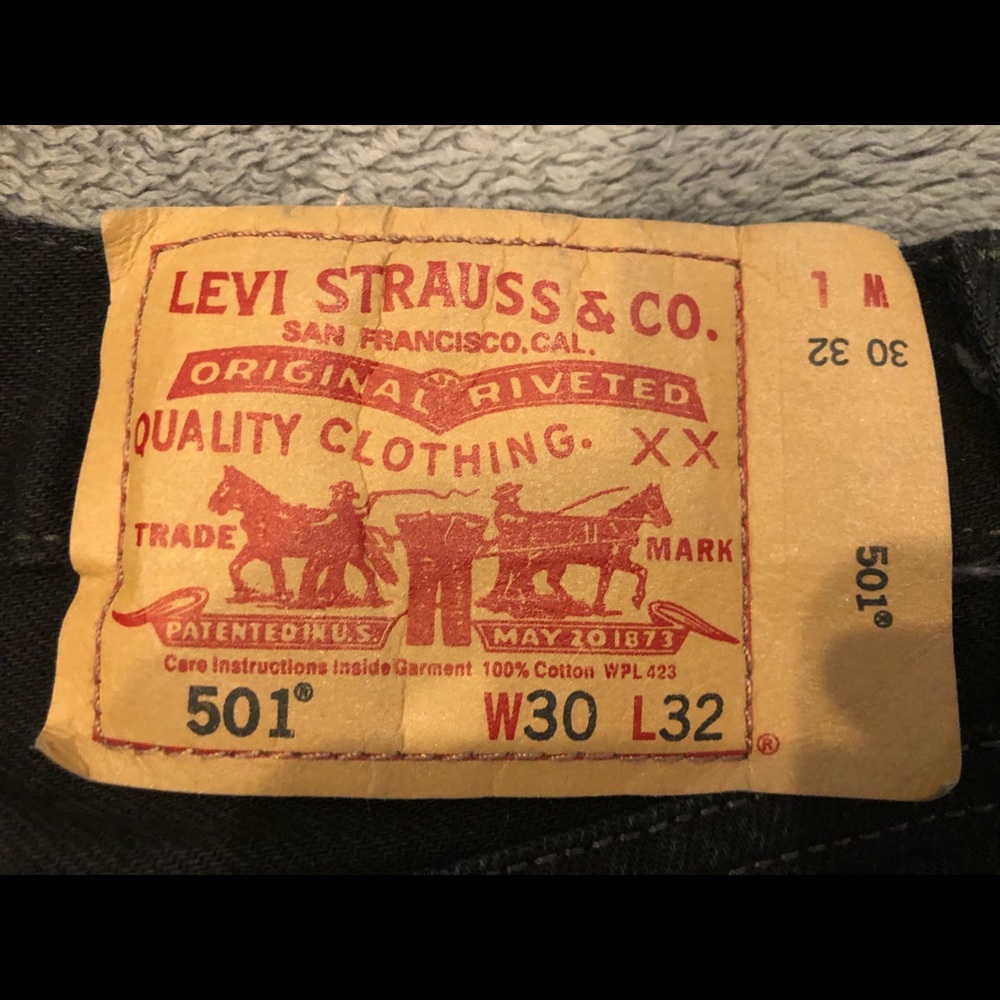 LEVI STRAUSS & CO.
SAN FRANCISCO, CAL.
ORIGINAL RIVETED
QUALITY CLOTHING. XX
TRADE MARK
PATENTED IN U.S. MAY 20 1873
Care Instructions Inside Garment 100% Cotton WPL 423
501® W30 L32
®
W L
30 32
501®